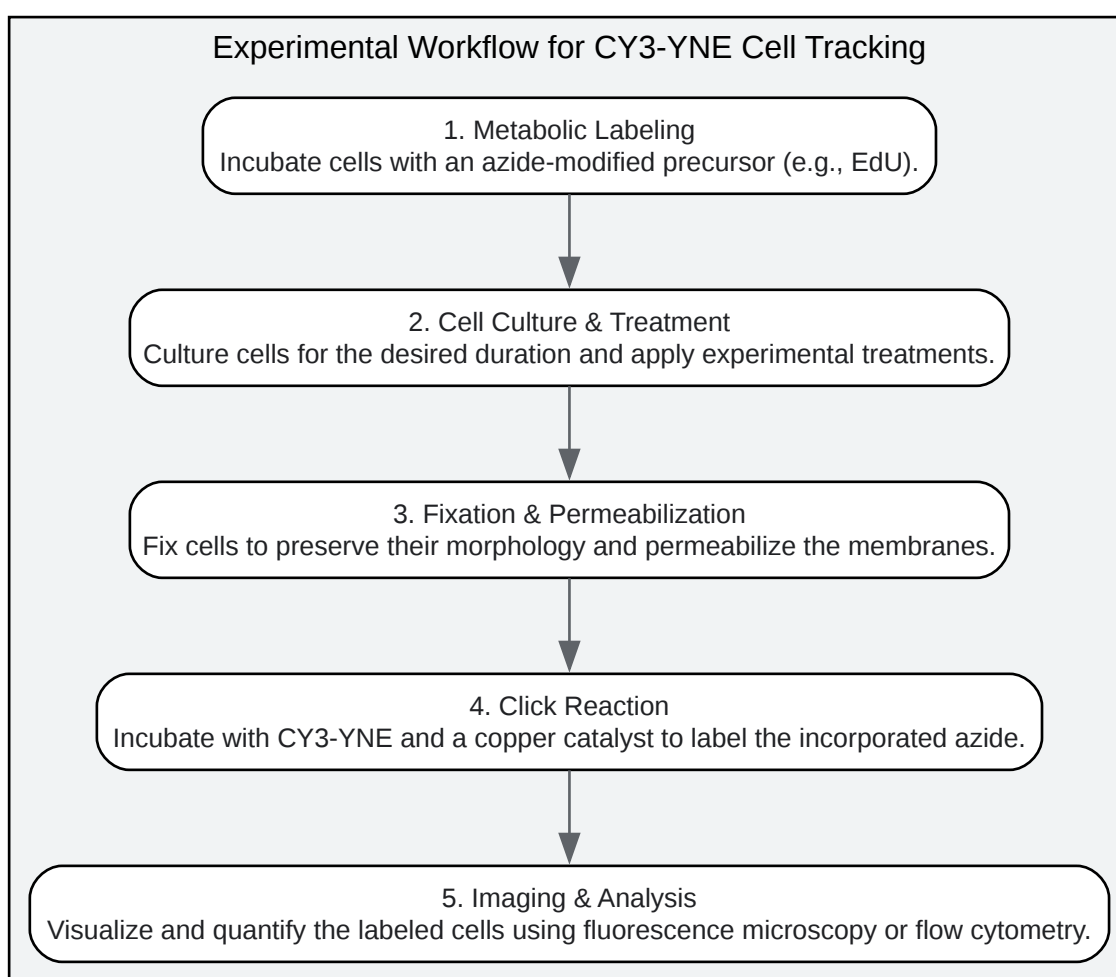 Experimental Workflow for CY3-YNE Cell Tracking
1. Metabolic Labeling
Incubate cells with an azide-modified precursor (e.g., EdU).
2. Cell Culture & Treatment
Culture cells for the desired duration and apply experimental treatments.
3. Fixation & Permeabilization
Fix cells to preserve their morphology and permeabilize the membranes.
4. Click Reaction
Incubate with CY3-YNE and a copper catalyst to label the incorporated azide.
5. Imaging & Analysis
Visualize and quantify the labeled cells using fluorescence microscopy or flow cytometry.